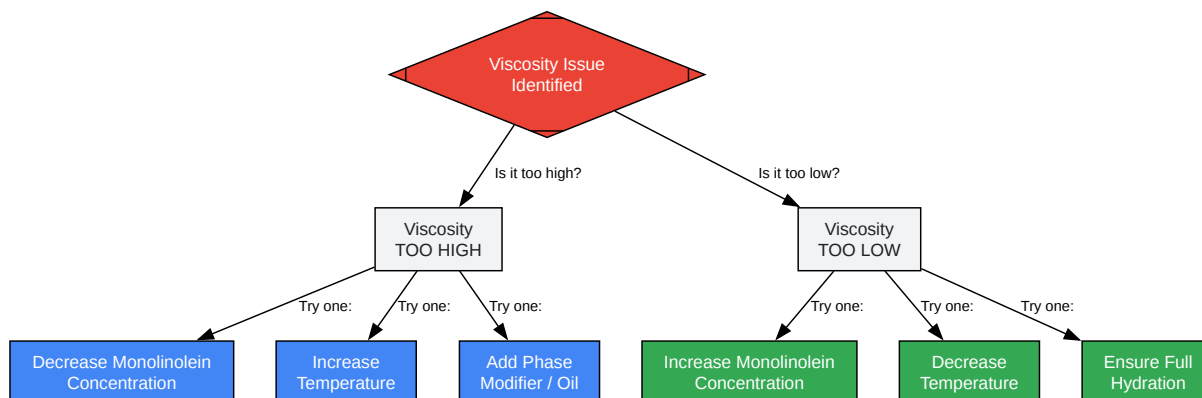 Viscosity Issue
Identified
Is it too high?
Is it too low?
Viscosity
TOO HIGH
Viscosity
TOO LOW
Try one:
Try one:
Try one:
Try one:
Try one:
Try one:
Decrease Monolinolein
Concentration
Increase
Temperature
Add Phase
Modifier / Oil
Increase Monolinolein
Concentration
Decrease
Temperature
Ensure Full
Hydration